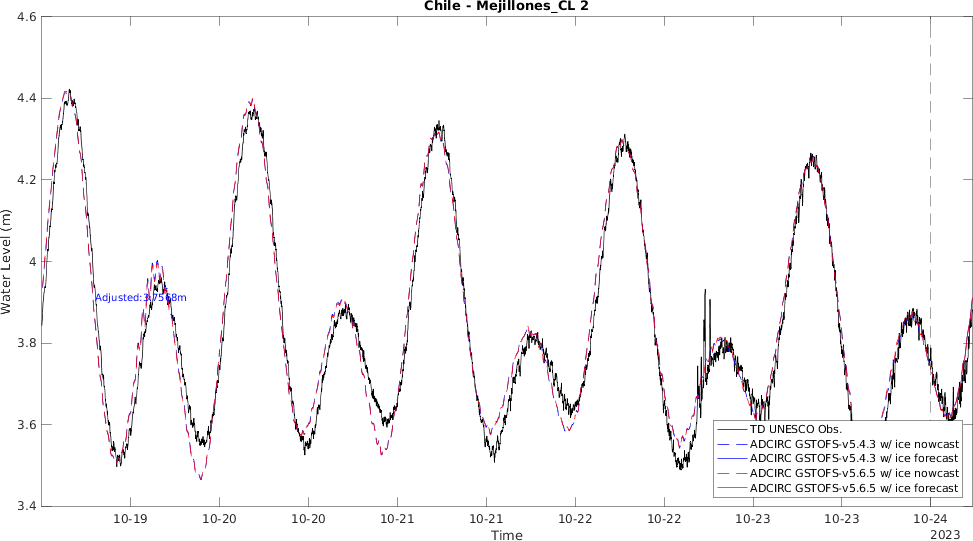 Chile - Mejillones_CL 2
4.6
4.4
4.2
4
3.8
3.6
3.4
Water Level (m)
Adjusted:3.7568m
TD UNESCO Obs.
ADCIRC GSTOFS-v5.4.3 w/ ice nowcast
ADCIRC GSTOFS-v5.4.3 w/ ice forecast
ADCIRC GSTOFS-v5.6.5 w/ ice nowcast
ADCIRC GSTOFS-v5.6.5 w/ ice forecast
10-19 10-20 10-20 10-21 10-21 10-22 10-22 10-23 10-23 10-24
2023
Time